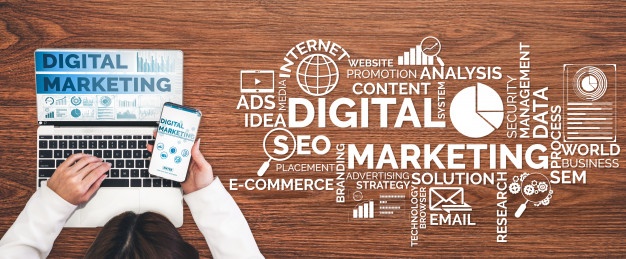 DIGITAL
MARKETING
DIGITAL
MARKETING
INTERNET
MEDIA
WEBSITE
PROMOTION
ANALYSIS
CONTENT
SYSTEM
ADS
IDEA
DIGITAL
SECURITY
MANAGEMENT
DATA
SEO
PLACEMENT
BRANDING
MARKETING
PROCESS
WORLD
BUSINESS
SEM
E-COMMERCE
ADVERTISING
STRATEGY
SOLUTION
TECHNOLOGY
BROWSER
EMAIL
RESEARCH